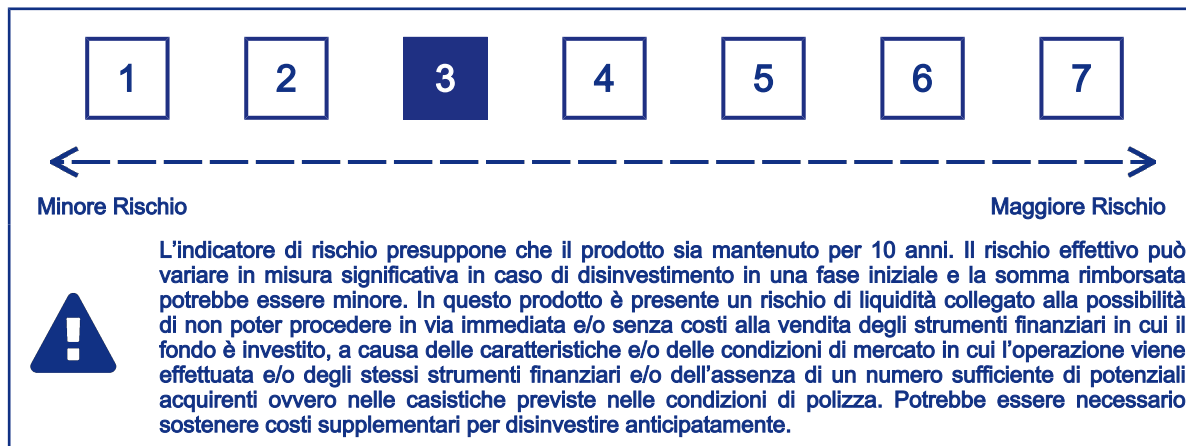 1 2 3 4 5 6 7
Minore Rischio Maggiore Rischio
L'indicatore di rischio presuppone che il prodotto sia mantenuto per 10 anni. Il rischio effettivo può
variare in misura significativa in caso di disinvestimento in una fase iniziale e la somma rimborsata
potrebbe essere minore. In questo prodotto è presente un rischio di liquidità collegato alla possibilità
di non poter procedere in via immediata e/o senza costi alla vendita degli strumenti finanziari in cui il
fondo è investito, a causa delle caratteristiche e/o delle condizioni di mercato in cui l'operazione viene
effettuata e/o degli stessi strumenti finanziari e/o dell'assenza di un numero sufficiente di potenziali
acquirenti ovvero nelle casistiche previste nelle condizioni di polizza. Potrebbe essere necessario
sostenere costi supplementari per disinvestire anticipatamente.